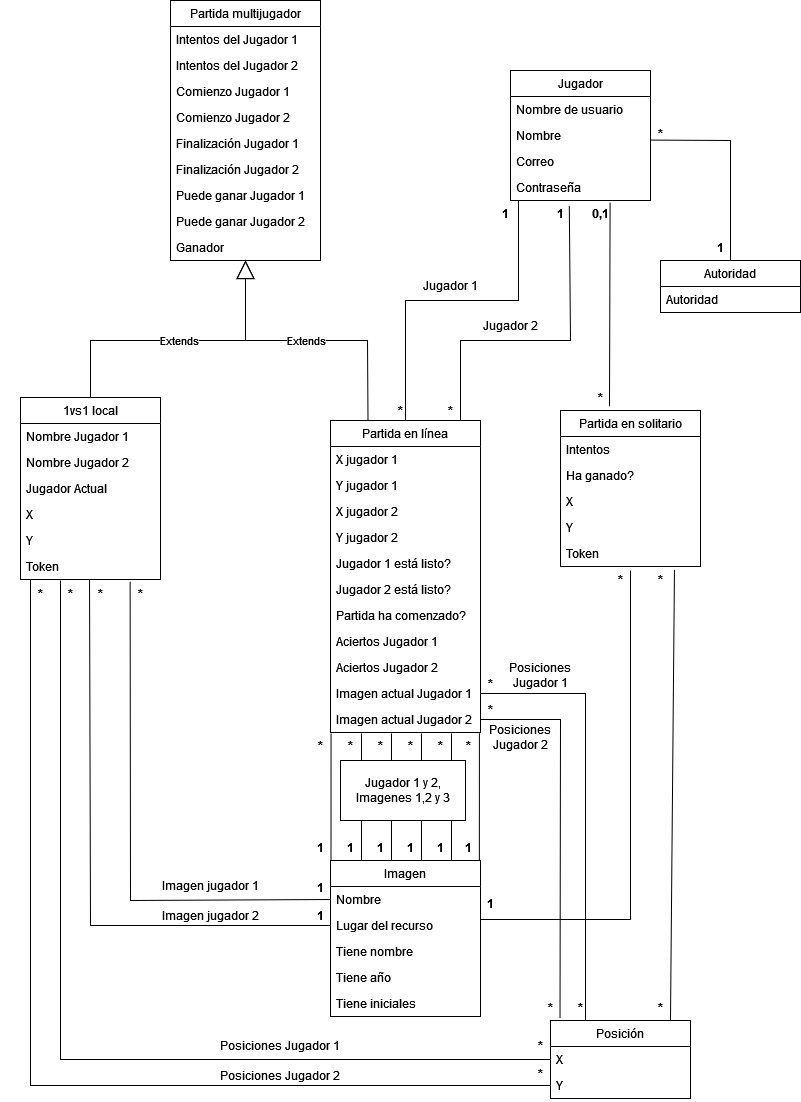 Partida multijugador
Intentos del Jugador 1
Intentos del Jugador 2
Comienzo Jugador 1
Comienzo Jugador 2
Finalización Jugador 1
Finalización Jugador 2
Puede ganar Jugador 1
Puede ganar Jugador 2
Ganador
Jugador
Nombre de usuario
Nombre
Correo
Contraseña
*
1
Autoridad
Autoridad
1
1
0,1
Jugador 1
Jugador 2
Extends
Extends
*
*
*
1vs1 local
Nombre Jugador 1
Nombre Jugador 2
Jugador Actual
X
Y
Token
*
*
*
*
Partida en línea
X jugador 1
Y jugador 1
X jugador 2
Y jugador 2
Jugador 1 está listo?
Jugador 2 está listo?
Partida ha comenzado?
Aciertos Jugador 1
Aciertos Jugador 2
Imagen actual Jugador 1
Imagen actual Jugador 2
Partida en solitario
Intentos
Ha ganado?
X
Y
Token
*
*
Posiciones
Jugador 1
*
*
Posiciones
Jugador 2
*
*
*
*
*
*
Jugador 1 y 2,
Imagenes 1,2 y 3
1
1
1
1
1
1
Imagen
Nombre
Lugar del recurso
Tiene nombre
Tiene año
Tiene iniciales
Imagen jugador 1
1
Imagen jugador 2
1
1
*
*
*
Posición
X
Y
Posiciones Jugador 1
*
Posiciones Jugador 2
*